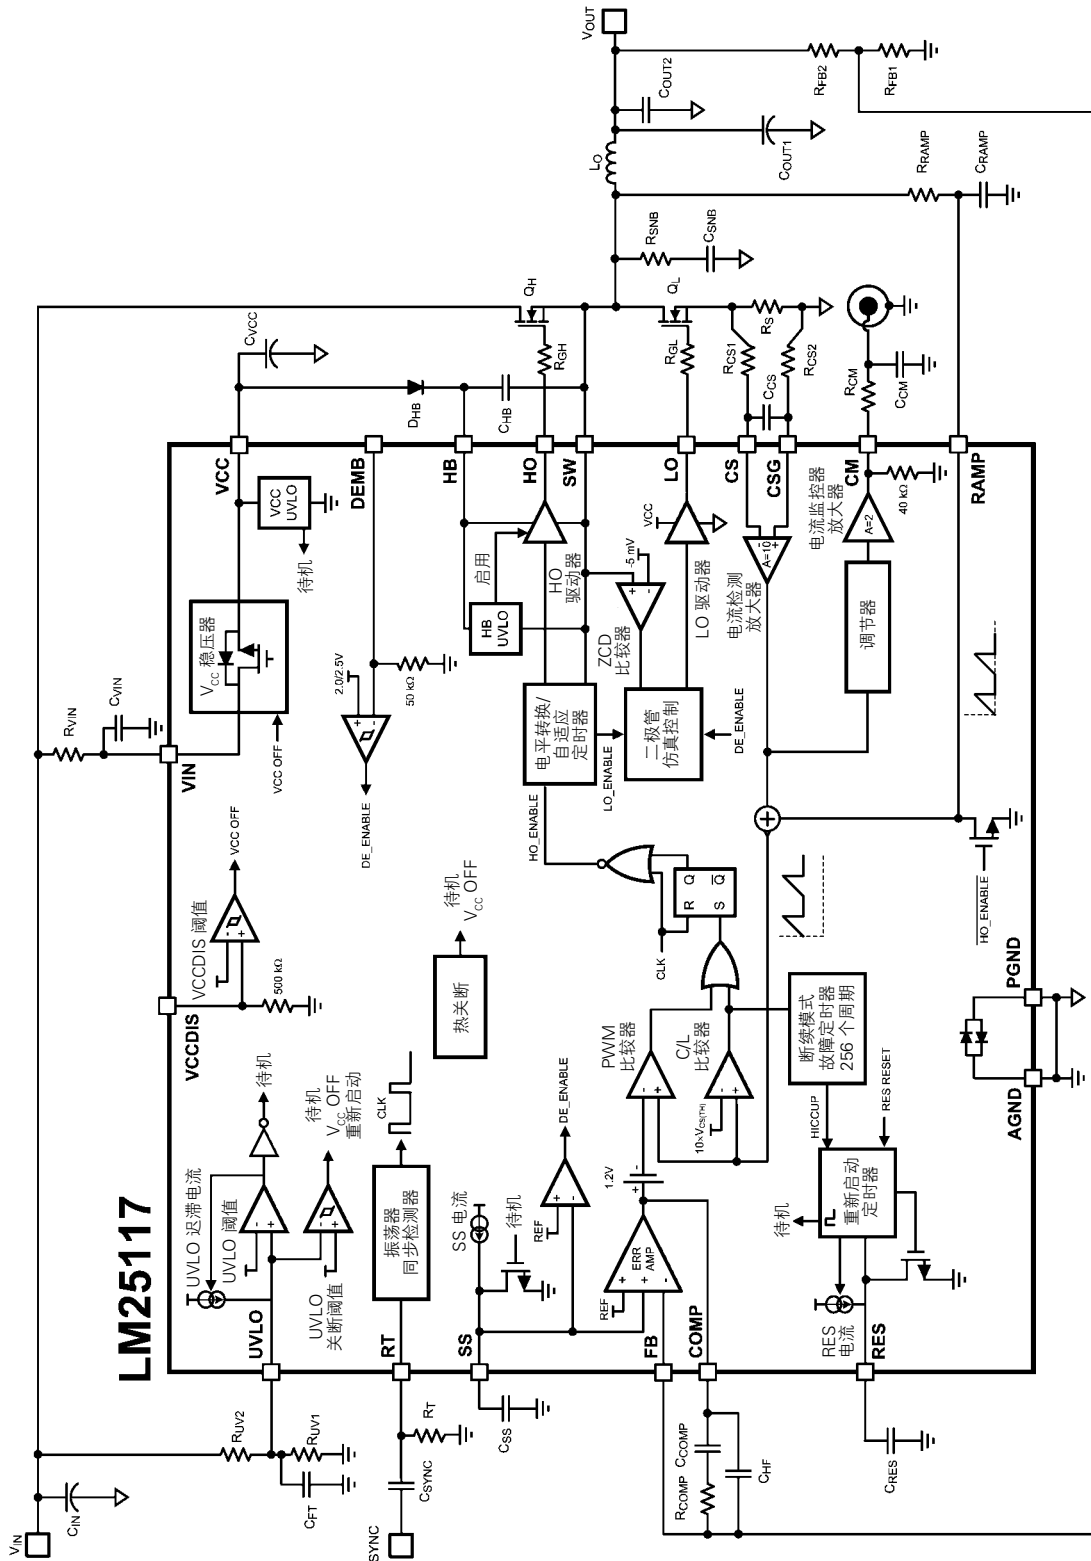 LM25117
VIN
CIN
RUV2
RUV1
CFT
SYNC
CSYNC
RT
CSS
RCOMP
CCOMP
CHF
CRES
UVLO
RT
SS
FB
COMP
RES
UVLO 迟滞电流
UVLO 阈值
待机
UVLO
关断阈值
待机
VCC OFF
重新启动
振荡器
同步检测器
CLK
SS 电流
待机
REF
DE_ENABLE
REF
ERR
AMP
1.2V
PWM
比较器
C/L
比较器
10×VCS(TH)
RES
电流
待机
重新启动
定时器
HICCUP
RES RESET
断续模式
故障定时器
256 个周期
AGND
PGND
VCCDIS
VCCDIS 阈值
500 kΩ
VCC OFF
热关断
待机
VCC OFF
CLK
R
Q
S
Q
HO_ENABLE
HO_ENABLE
VIN
RVIN
CVIN
VCC OFF
VCC 稳压器
VCC
UVLO
待机
2.0/2.5V
50 kΩ
DE_ENABLE
HB
UVLO
启用
HO
驱动器
电平转换/
自适应
定时器
LO_ENABLE
二极管
仿真控制
DE_ENABLE
ZCD
比较器
-5 mV
VCC
LO 驱动器
A=10
电流检测
放大器
调节器
A=2
电流监控器
放大器
40 kΩ
VCC
DEMB
HB
HO
SW
LO
CS
CSG
CM
RAMP
CVCC
DHB
CHB
RGH
QH
RGL
QL
RSNB
CSNB
RCS1
RCS2
CCS
RS
RCM
CCM
RRAMP
CRAMP
LO
COUT1
COUT2
RFB2
RFB1
VOUT